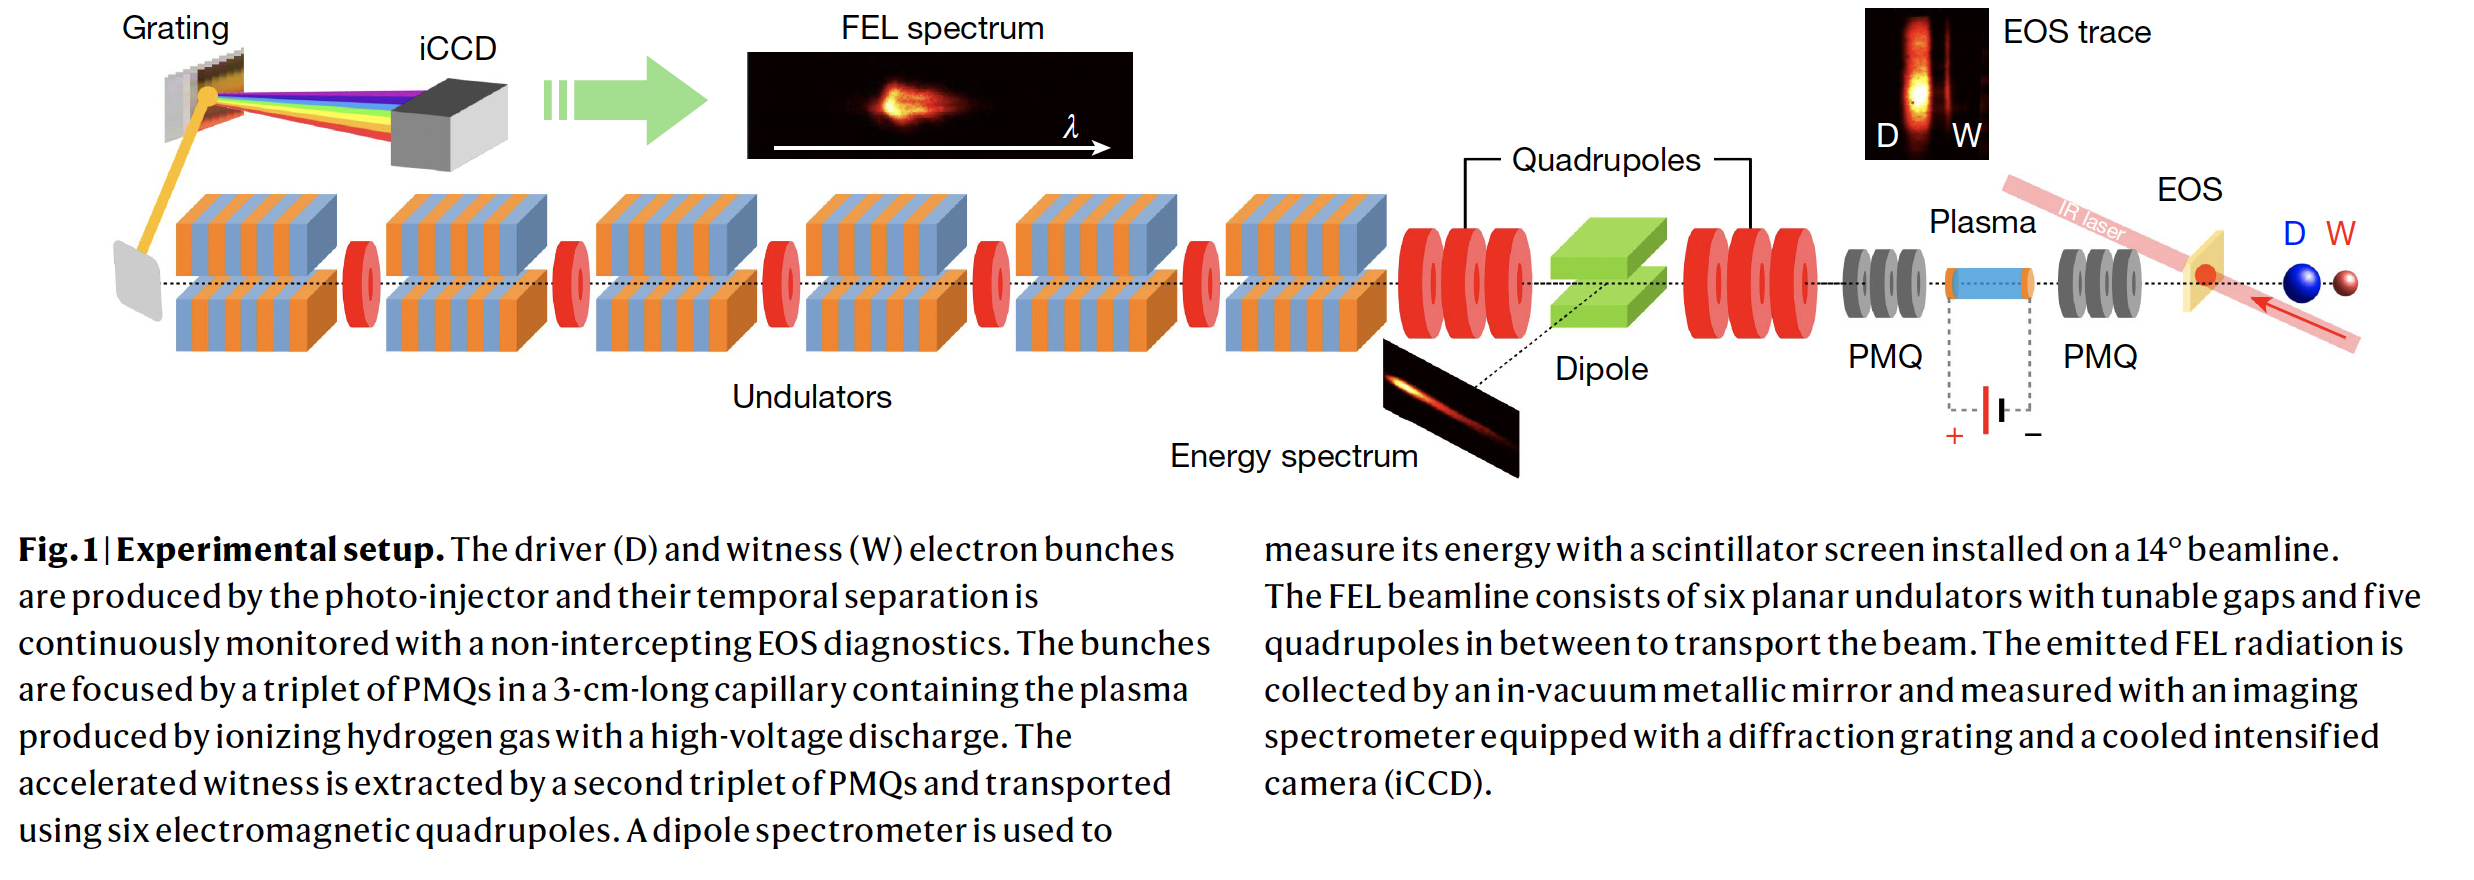 Grating
iCCD
FEL spectrum
λ
EOS trace
D W
Quadrupoles
IR laser
EOS
Plasma
D W
PMQ
PMQ
Dipole
Undulators
+ −
Energy spectrum
Fig. 1 | Experimental setup. The driver (D) and witness (W) electron bunches
are produced by the photo-injector and their temporal separation is
continuously monitored with a non-intercepting EOS diagnostics. The bunches
are focused by a triplet of PMQs in a 3-cm-long capillary containing the plasma
produced by ionizing hydrogen gas with a high-voltage discharge. The
accelerated witness is extracted by a second triplet of PMQs and transported
using six electromagnetic quadrupoles. A dipole spectrometer is used to
measure its energy with a scintillator screen installed on a 14° beamline.
The FEL beamline consists of six planar undulators with tunable gaps and five
quadrupoles in between to transport the beam. The emitted FEL radiation is
collected by an in-vacuum metallic mirror and measured with an imaging
spectrometer equipped with a diffraction grating and a cooled intensified
camera (iCCD).